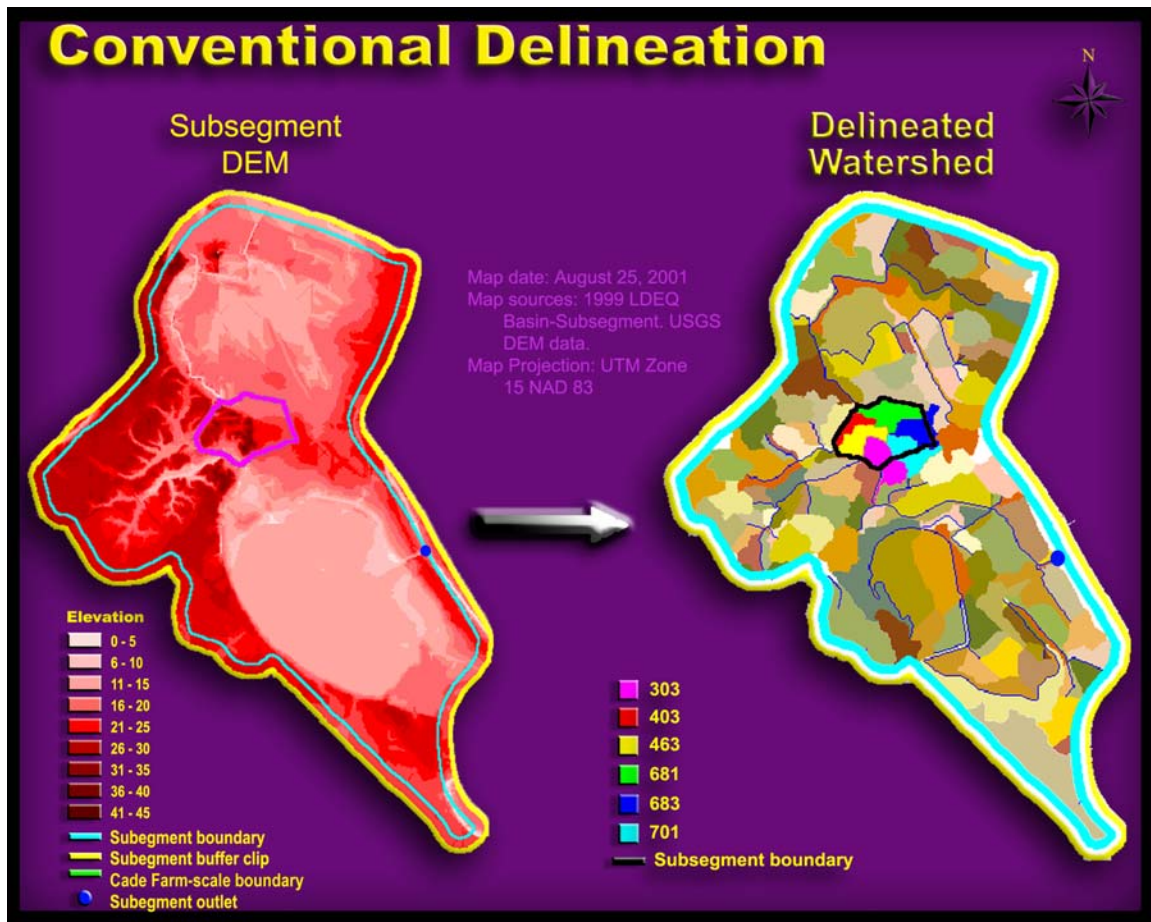 Conventional Delineation
N
Subsegment
DEM
Delineated
Watershed
Map date: August 25, 2001
Map sources: 1999 LDEQ
Basin-Subsegment. USGS
DEM data.
Map Projection: UTM Zone
15 NAD 83
Elevation
0 - 5
6 - 10
11 - 15
16 - 20
21 - 25
26 - 30
31 - 35
36 - 40
41 - 45
Subegment boundary
Subegment buffer clip
Cade Farm-scale boundary
Subegment outlet
303
403
463
681
683
701
Subsegment boundary